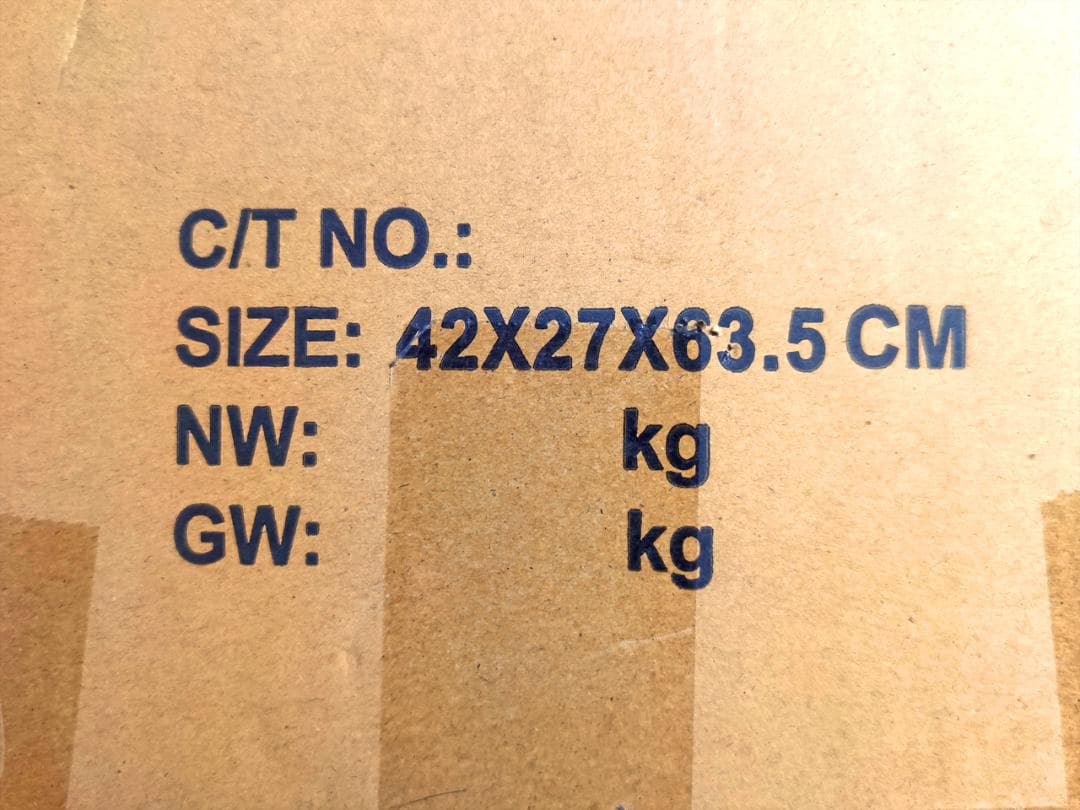 C/T NO.:
SIZE: 42X27X63.5 CM
NW: kg
GW: kg